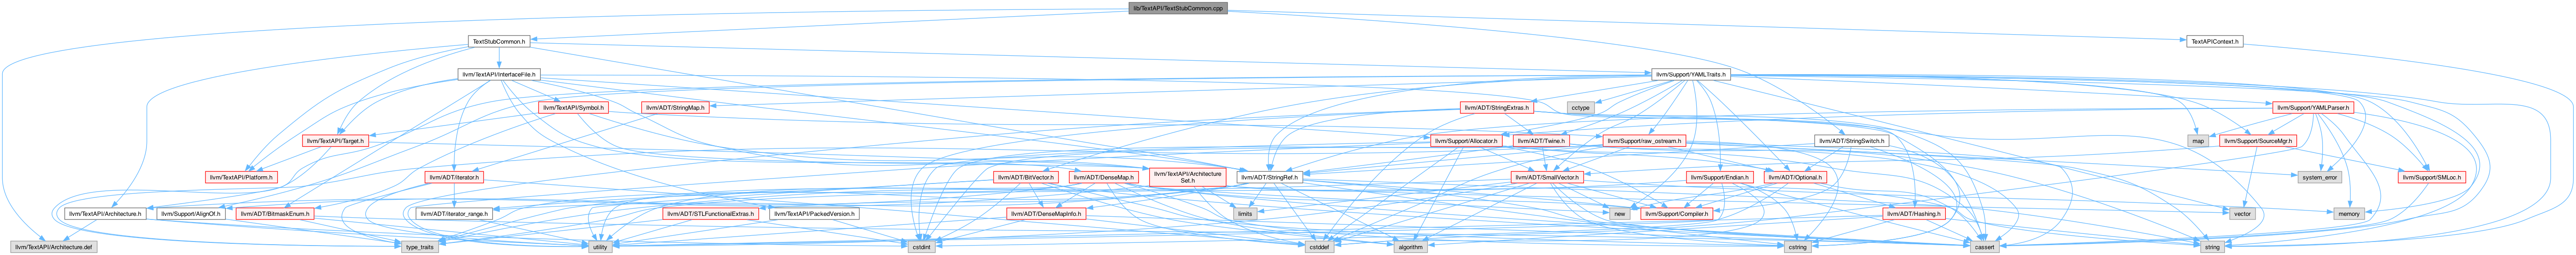 lib/TextAPI/TextStubCommon.cpp
TextStubCommon.h
TextAPIContext.h
llvm/TextAPI/InterfaceFile.h
llvm/Support/YAMLTraits.h
llvm/TextAPI/Symbol.h
llvm/ADT/StringMap.h
cctype
llvm/ADT/StringExtras.h
llvm/Support/YAMLParser.h
llvm/TextAPI/Target.h
llvm/Support/Allocator.h
llvm/ADT/Twine.h
llvm/Support/raw_ostream.h
llvm/ADT/StringSwitch.h
map
llvm/Support/SourceMgr.h
llvm/TextAPI/Platform.h
llvm/ADT/iterator.h
llvm/ADT/BitVector.h
llvm/ADT/DenseMap.h
llvm/TextAPI/Architecture
Set.h
llvm/ADT/StringRef.h
llvm/ADT/SmallVector.h
llvm/Support/Endian.h
llvm/ADT/Optional.h
system_error
llvm/Support/SMLoc.h
llvm/TextAPI/Architecture.h
llvm/Support/AlignOf.h
llvm/ADT/BitmaskEnum.h
llvm/ADT/iterator_range.h
llvm/ADT/STLFunctionalExtras.h
llvm/TextAPI/PackedVersion.h
llvm/ADT/DenseMapInfo.h
limits
new
llvm/Support/Compiler.h
llvm/ADT/Hashing.h
vector
memory
llvm/TextAPI/Architecture.def
type_traits
utility
cstdint
cstddef
algorithm
cstring
cassert
string